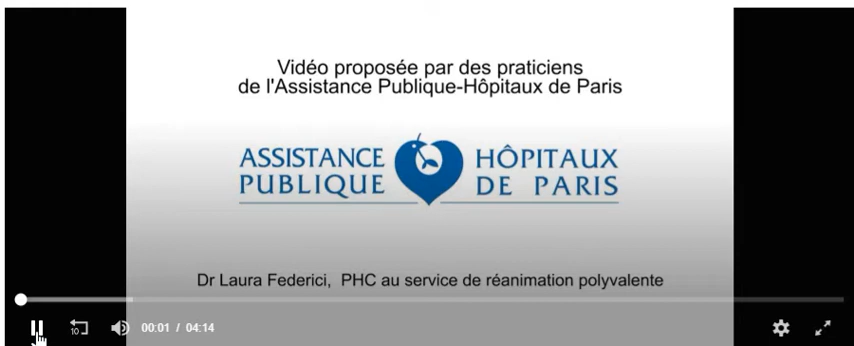 Vidéo proposée par des praticiens
de l'Assistance Publique-Hôpitaux de Paris
ASSISTANCE HÔPITAUX
PUBLIQUE DE PARIS
Dr Laura Federici, PHC au service de réanimation polyvalente
10 00:01 / 04:14